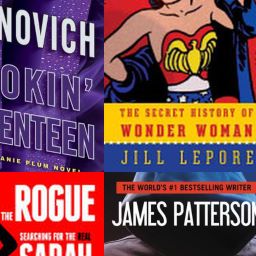 NOVICH
OKIN'
ENTEEN
ANIE PLUM NOVEL
THE SECRET HISTORY OF
WONDER WOMAN
JILL LEPORE
THE ROGUE
SEARCHING FOR THE REAL
SARAH
THE WORLD'S #1 BESTSELLING WRITER
JAMES PATTERSON